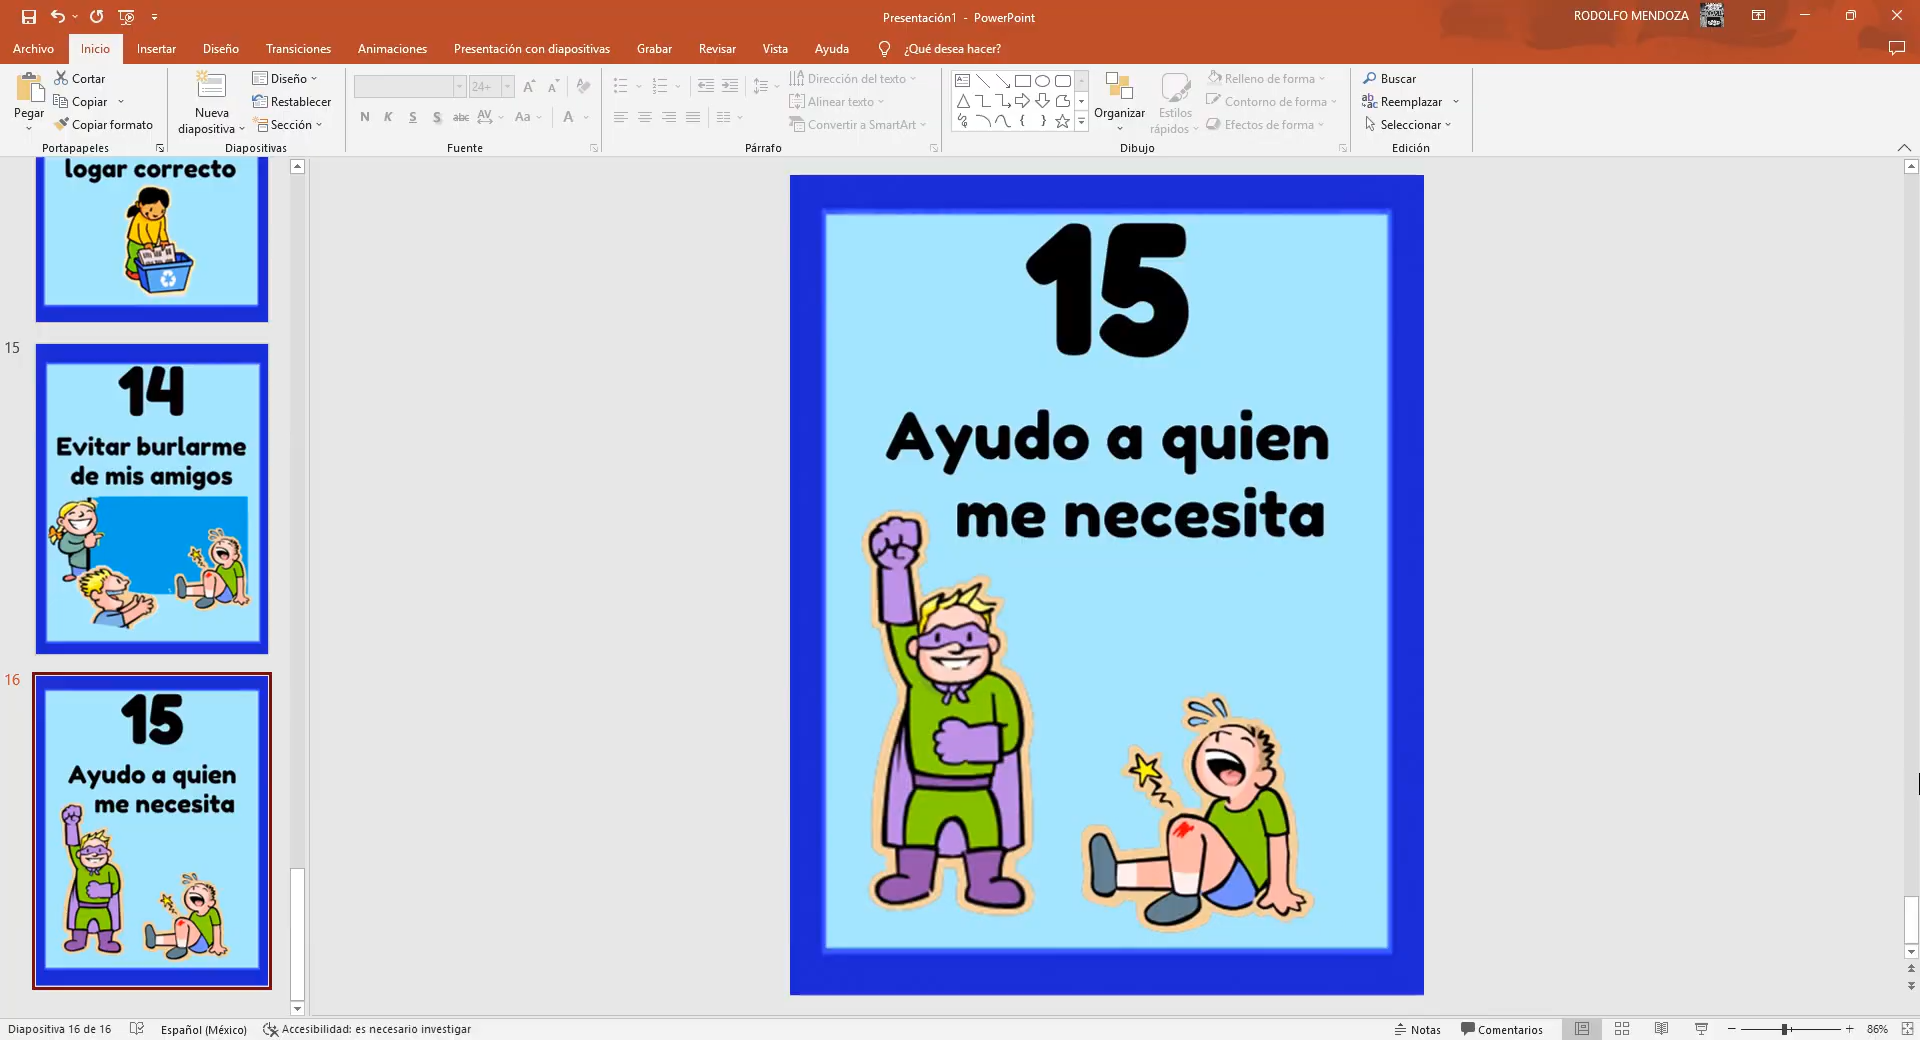 Presentación1 - PowerPoint
RODOLFO MENDOZA
Archivo
Inicio
Insertar
Diseño
Transiciones
Animaciones
Presentación con diapositivas
Grabar
Revisar
Vista
Ayuda
¿Qué desea hacer?
Pegar
Cortar
Copiar
Copiar formato
Portapapeles
Nueva
diapositiva
Diseño
Restablecer
Sección
Diapositivas
24+
N K S S abc AV Aa A
Fuente
Dirección del texto
Alinear texto
Convertir a SmartArt
Párrafo
Organizar
Estilos
rápidos
Relleno de forma
Contorno de forma
Efectos de forma
Dibujo
Buscar
Reemplazar
Seleccionar
Edición
logar correcto
15
14
Evitar burlarme
de mis amigos
16
15
Ayudo a quien
me necesita
15
Ayudo a quien
me necesita
Diapositiva 16 de 16
Español (México)
Accesibilidad: es necesario investigar
Notas
Comentarios
86%